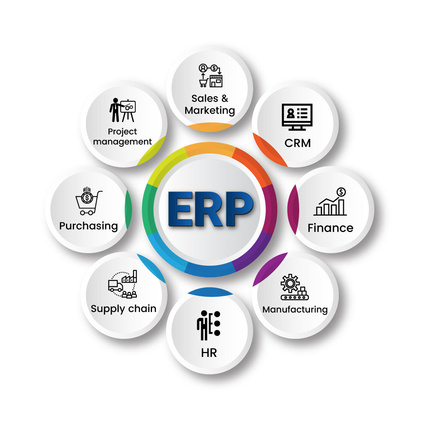 Sales &
Marketing
Project
management
CRM
ERP
Purchasing
Finance
Supply chain
Manufacturing
HR